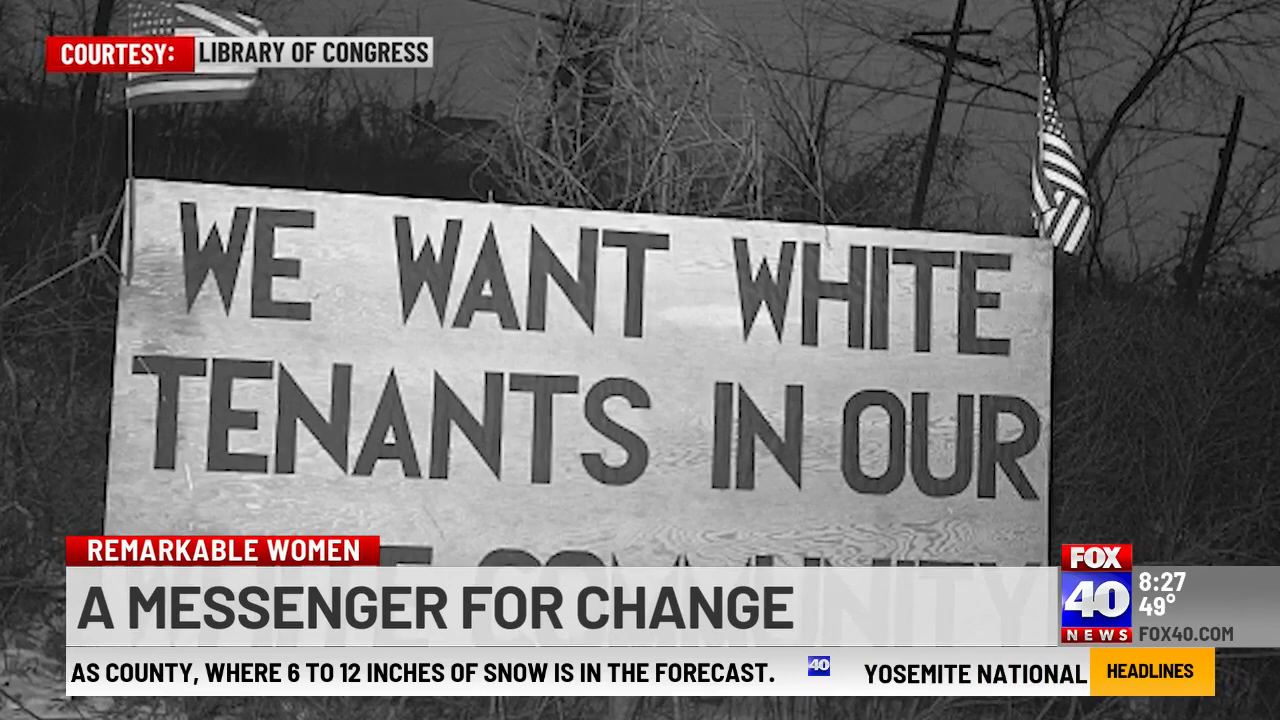 COURTESY: LIBRARY OF CONGRESS
WE WANT WHITE
TENANTS IN OUR
COMMUNITY
REMARKABLE WOMEN
A MESSENGER FOR CHANGE
FOX
40
NEWS
8:27
49°
FOX40.COM
AS COUNTY, WHERE 6 TO 12 INCHES OF SNOW IS IN THE FORECAST. 40 YOSEMITE NATIONAL
HEADLINES